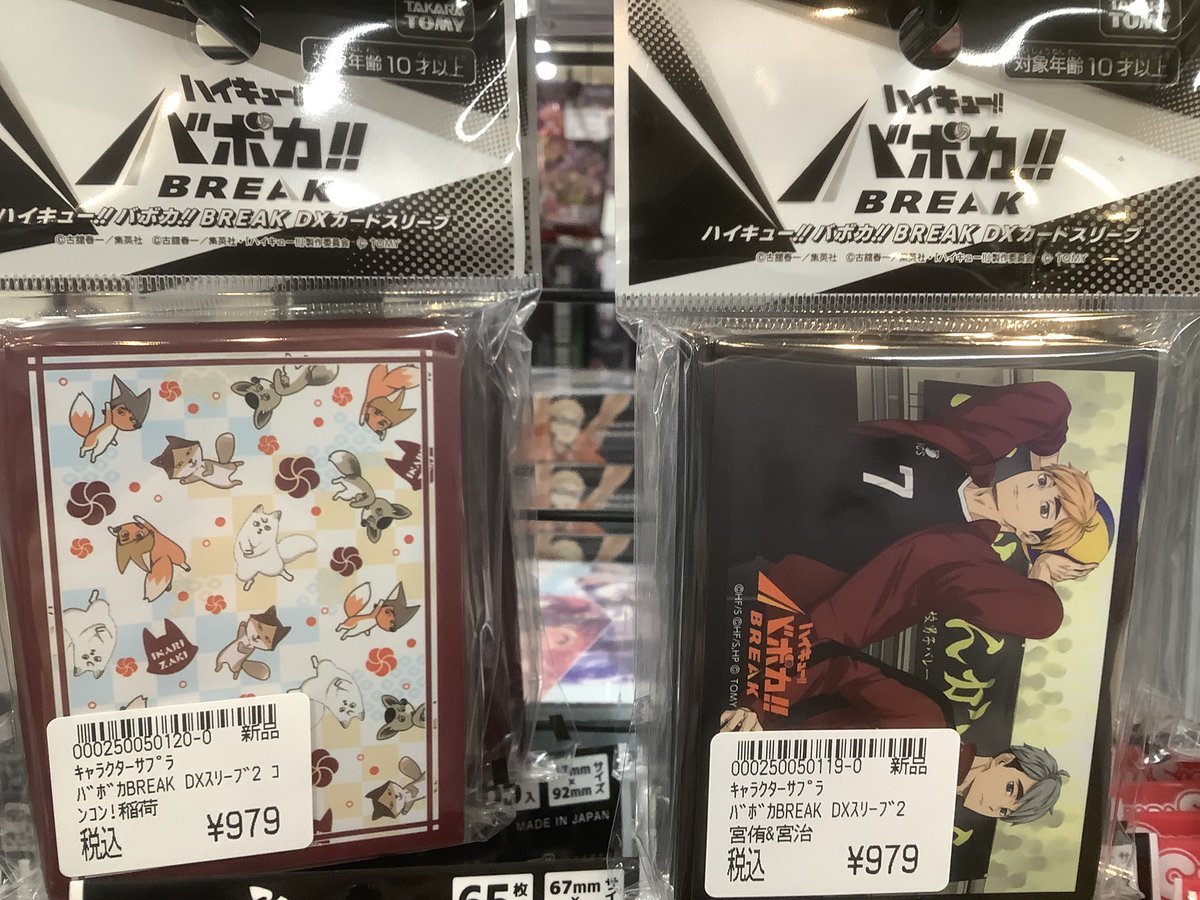 TAKARA
TOMY
対象年齢10才以上
ハイキュー!!
バボカ!!
BREAK
ハイキュー!!バボカ!!BREAK DXカードスリーブ
©古舘春一/集英社 ©古舘春一/集英社・「ハイキュー!!」製作委員会 © TOMY
INARI
ZAKI
000250050120-0 新品
キャラクターサプラ
バボカBREAK DXスリーブ2 コ
ンコン!稲荷
税込 ¥979
TAKARA
TOMY
対象年齢10才以上
ハイキュー!!
バボカ!!
BREAK
ハイキュー!!バボカ!!BREAK DXカードスリーブ
©古舘春一/集英社 ©古舘春一/集英社・「ハイキュー!!」製作委員会 © TOMY
7
ハイキュー!!
バボカ!!
BREAK
©HF/S ©HF/S,HP © TOMY
000250050119-0 新品
キャラクターサプラ
バボカBREAK DXスリーブ2
宮侑&宮治
税込 ¥979
サイズ
92mm
MADE IN JAPAN
65枚
67mm